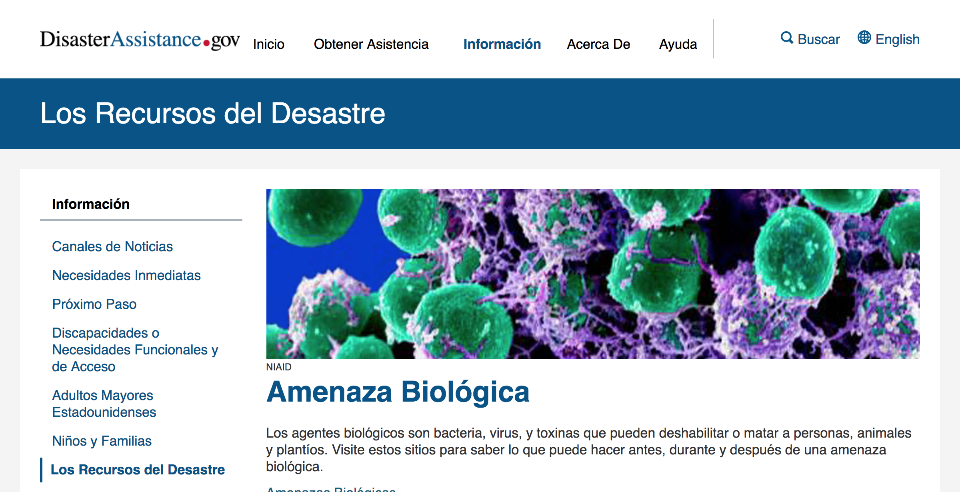 DisasterAssistance.gov
Inicio Obtener Asistencia Información Acerca De Ayuda
Buscar English
Los Recursos del Desastre
Información
Canales de Noticias
Necesidades Inmediatas
Próximo Paso
Discapacidades o
Necesidades Funcionales y
de Acceso
Adultos Mayores
Estadounidenses
Niños y Familias
Los Recursos del Desastre
NIAID
Amenaza Biológica
Los agentes biológicos son bacteria, virus, y toxinas que pueden deshabilitar o matar a personas, animales
y plantíos. Visite estos sitios para saber lo que puede hacer antes, durante y después de una amenaza
biológica.
Amenazas Biológicas